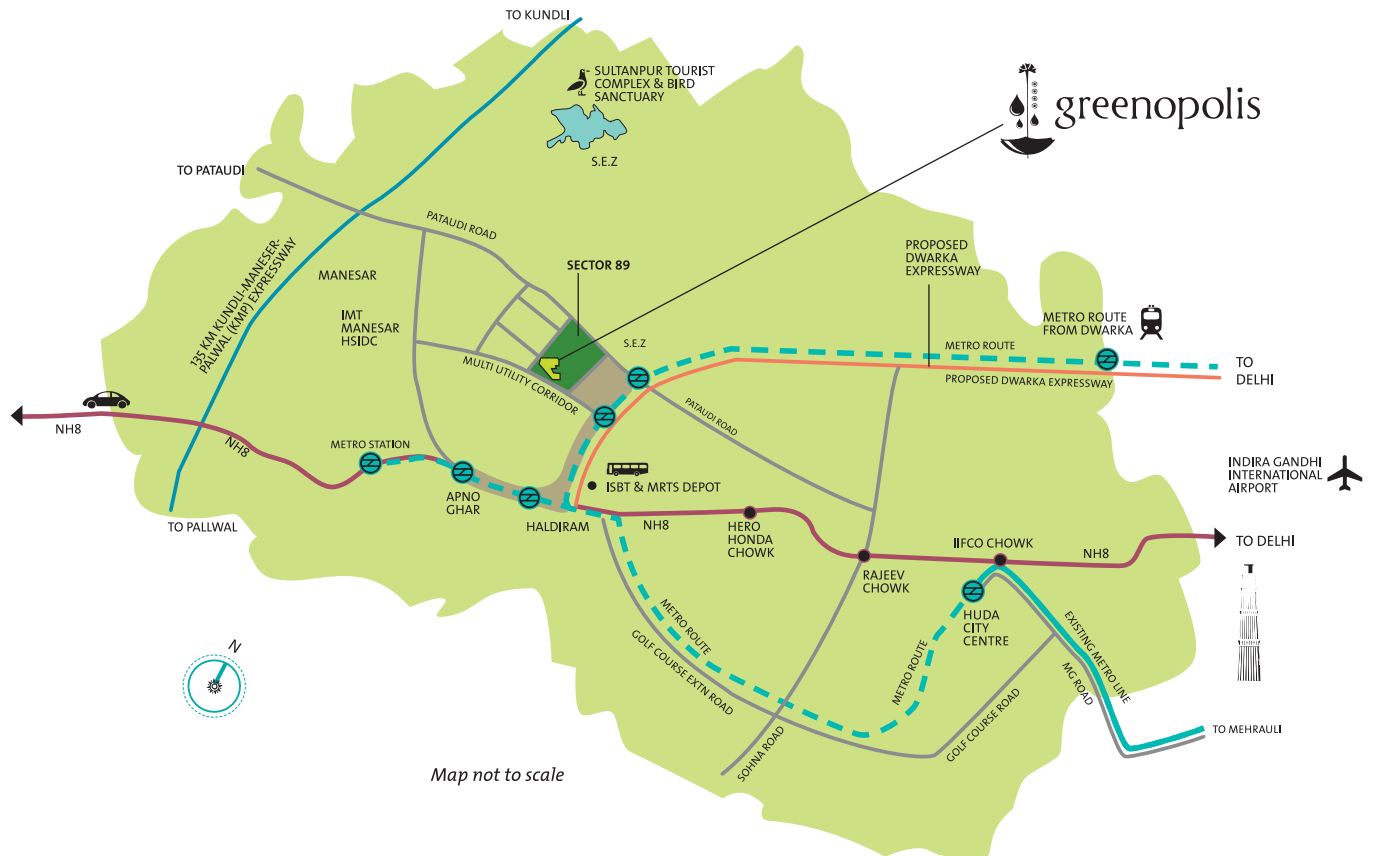 TO KUNDLI
SULTANPUR TOURIST
COMPLEX & BIRD
SANCTUARY
S.E.Z
greenopolis
TO PATAUDI
PATAUDI ROAD
135 KM KUNDLI-MANESER-
PALWAL (KMP) EXPRESSWAY
MANESAR
IMT
MANESAR
HSIDC
SECTOR 89
S.E.Z
PROPOSED
DWARKA
EXPRESSWAY
METRO ROUTE
FROM DWARKA
METRO ROUTE
PROPOSED DWARKA EXPRESSWAY
TO
DELHI
MULTI UTILITY CORRIDOR
PATAUDI ROAD
NH8
NH8
METRO STATION
APNO
GHAR
HALDIRAM
ISBT & MRTS DEPOT
NH8
HERO
HONDA
CHOWK
RAJEEV
CHOWK
IIFCO CHOWK
NH8
INDIRA GANDHI
INTERNATIONAL
AIRPORT
TO DELHI
TO PALLWAL
HUDA
CITY
CENTRE
METRO ROUTE
GOLF COURSE EXTN ROAD
METRO ROUTE
EXISTING METRO LINE
MG ROAD
GOLF COURSE ROAD
SOHNA ROAD
TO MEHRAULI
N
Map not to scale